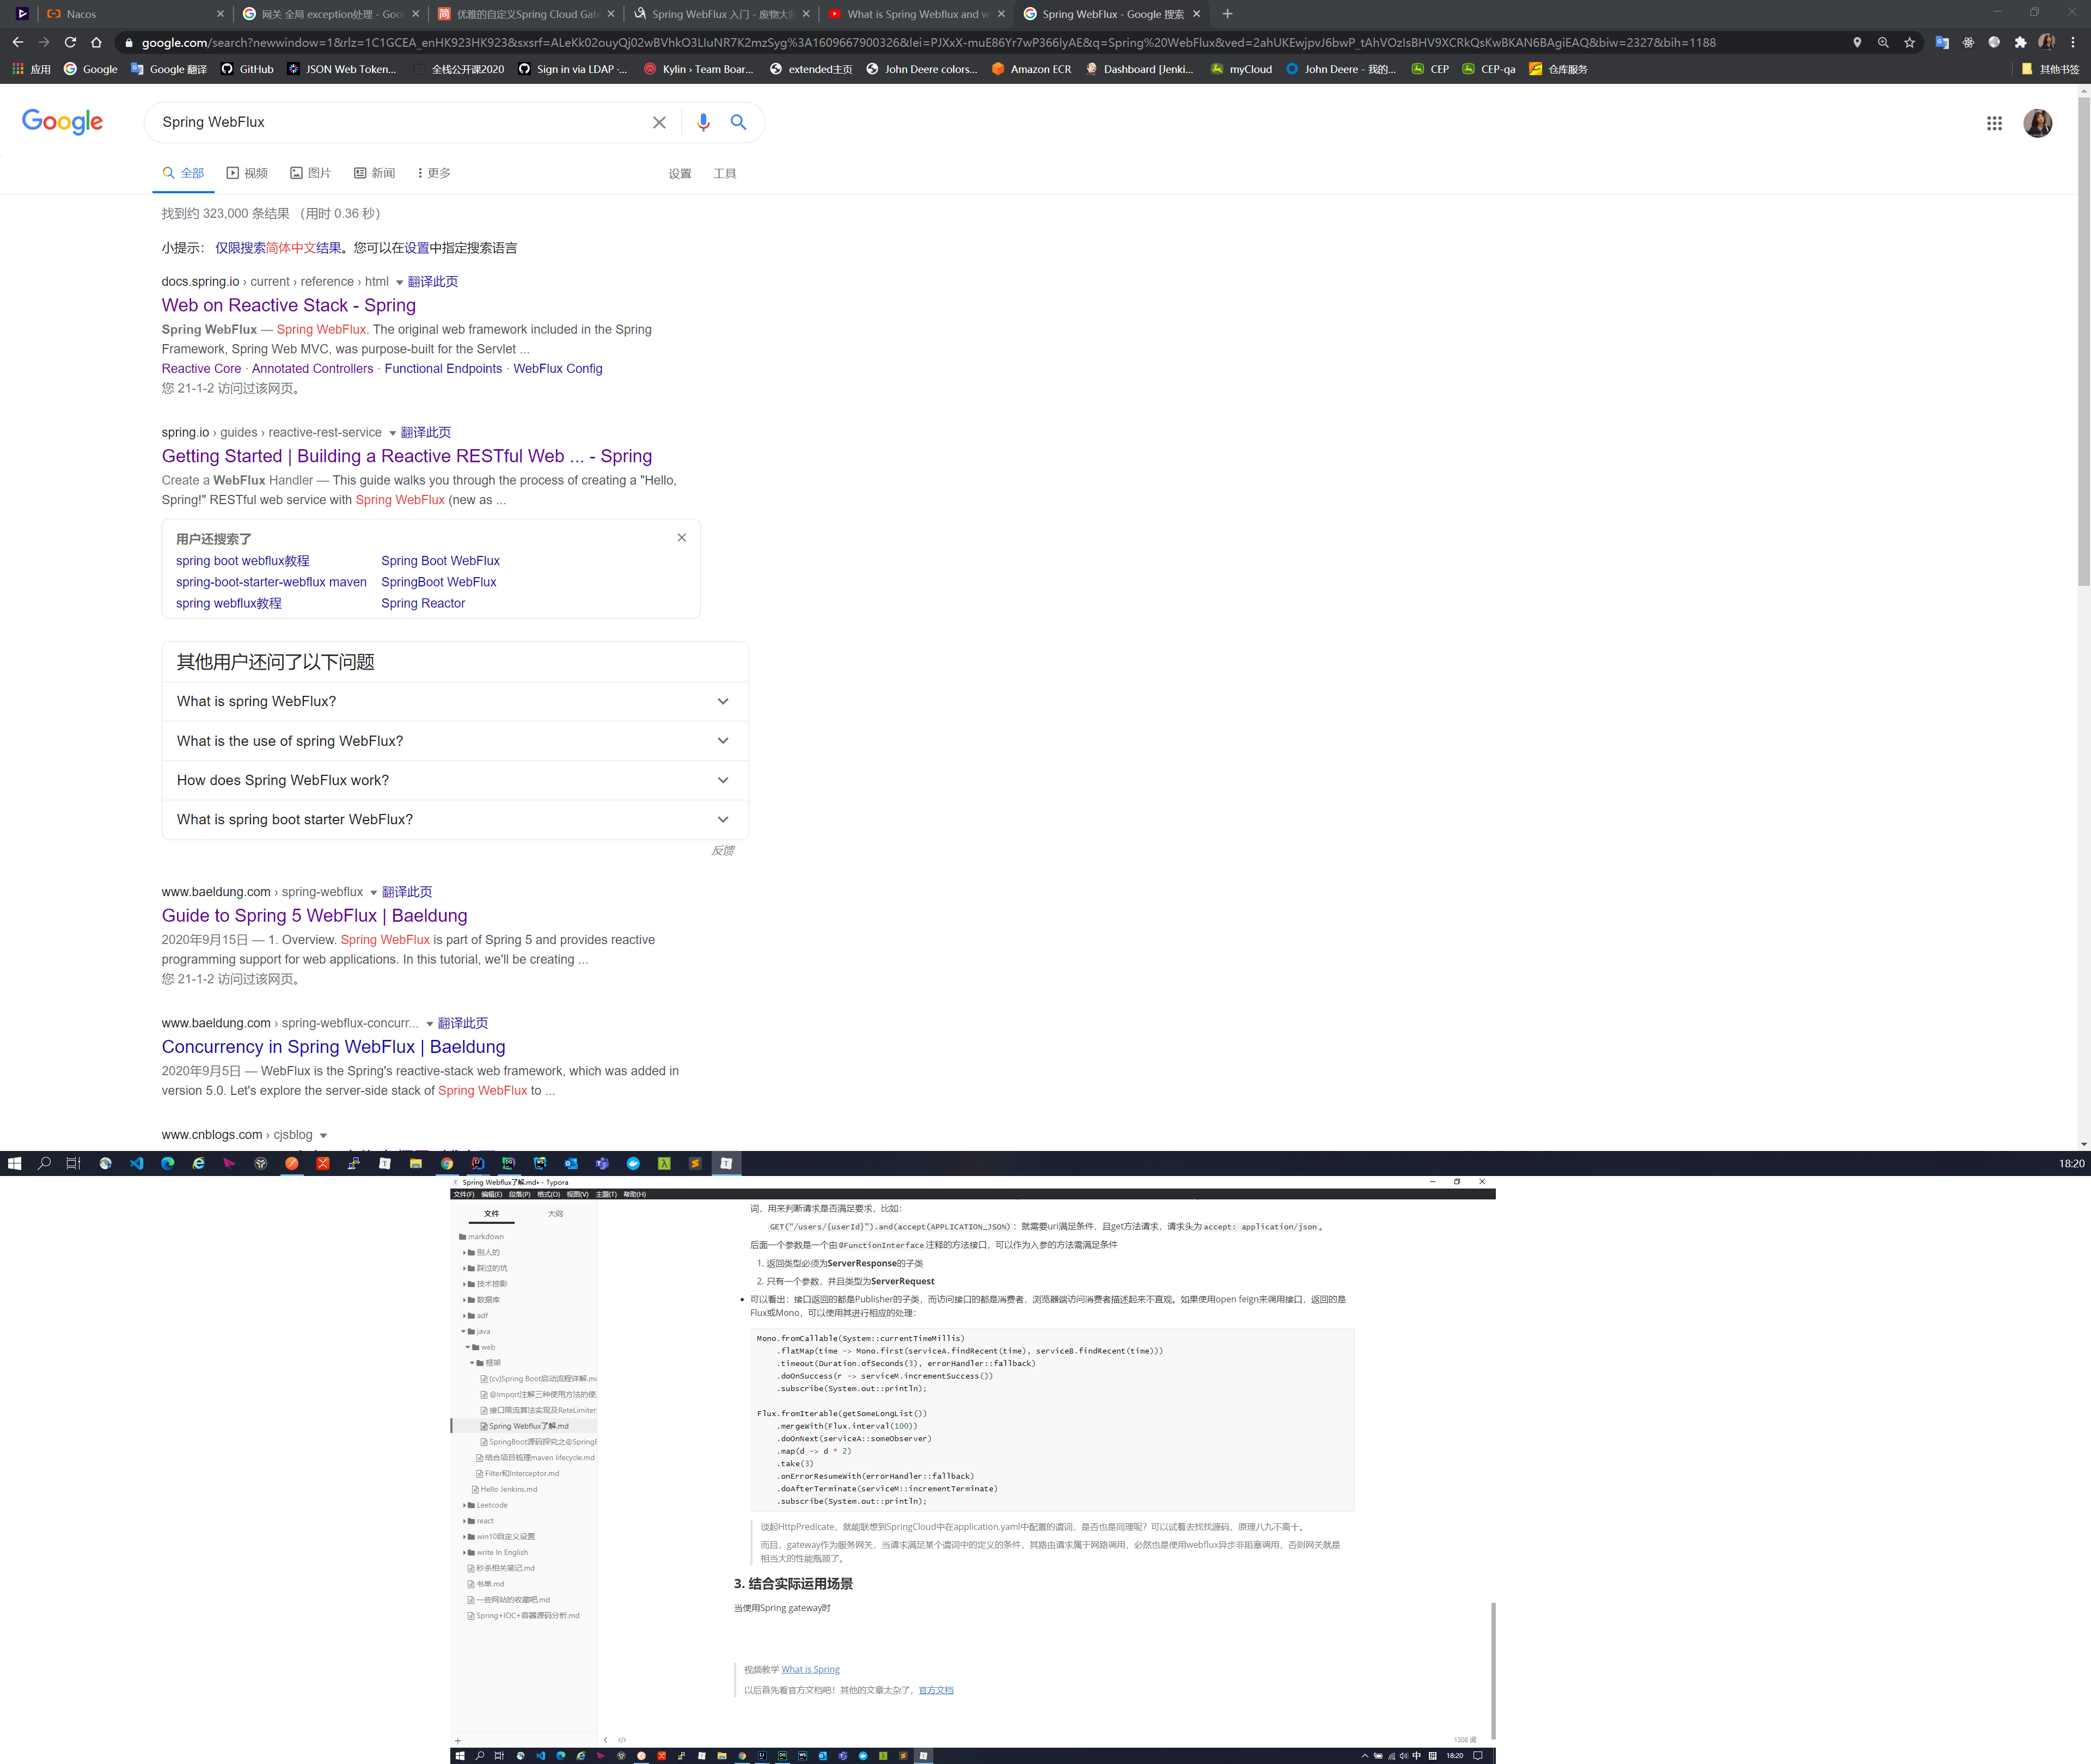 Nacos
网关 全局 exception处理 - Goo
优雅的自定义Spring Cloud Gat
Spring WebFlux 入门 - 废物大
What is Spring Webflux and w
Spring WebFlux - Google 搜索
google.com/search?newwindow=1&rlz=1C1GCEA_enHK923HK923&sxsrf=ALeKk02ouyQj02wBVhkO3LIuNR7K2mzSyg%3A1609667900326&lei=PJXxX-muE86Yr7wP366lyAE&q=Spring%20WebFlux&ved=2ahUKEwjpvJ6bwP_tAhVOzIsBHV9XCRkQsKwBKAN6BAgiEAQ&biw=2327&bih=1188
应用
Google
Google 翻译
GitHub
JSON Web Token...
全栈公开课2020
Sign in via LDAP ·...
Kylin › Team Boar...
extended主页
John Deere colors...
Amazon ECR
Dashboard [Jenki...
myCloud
John Deere - 我的...
CEP
CEP-qa
仓库服务
其他书签
Google
Spring WebFlux
全部 视频 图片 新闻 更多 设置 工具
找到约 323,000 条结果 （用时 0.36 秒）
小提示： 仅限搜索简体中文结果。您可以在设置中指定搜索语言
docs.spring.io › current › reference › html 翻译此页
Web on Reactive Stack - Spring
Spring WebFlux — Spring WebFlux. The original web framework included in the Spring
Framework, Spring Web MVC, was purpose-built for the Servlet ...
Reactive Core · Annotated Controllers · Functional Endpoints · WebFlux Config
您 21-1-2 访问过该网页。
spring.io › guides › reactive-rest-service 翻译此页
Getting Started | Building a Reactive RESTful Web ... - Spring
Create a WebFlux Handler — This guide walks you through the process of creating a "Hello,
Spring!" RESTful web service with Spring WebFlux (new as ...
用户还搜索了
spring boot webflux教程 Spring Boot WebFlux
spring-boot-starter-webflux maven SpringBoot WebFlux
spring webflux教程 Spring Reactor
其他用户还问了以下问题
What is spring WebFlux?
What is the use of spring WebFlux?
How does Spring WebFlux work?
What is spring boot starter WebFlux?
反馈
www.baeldung.com › spring-webflux 翻译此页
Guide to Spring 5 WebFlux | Baeldung
2020年9月15日 — 1. Overview. Spring WebFlux is part of Spring 5 and provides reactive
programming support for web applications. In this tutorial, we'll be creating ...
您 21-1-2 访问过该网页。
www.baeldung.com › spring-webflux-concurr... 翻译此页
Concurrency in Spring WebFlux | Baeldung
2020年9月5日 — WebFlux is the Spring's reactive-stack web framework, which was added in
version 5.0. Let's explore the server-side stack of Spring WebFlux to ...
www.cnblogs.com › cjsblog
18:20
Spring Webflux了解.md• - Typora
文件(F) 编辑(E) 段落(P) 格式(O) 视图(V) 主题(T) 帮助(H)
文件 大纲
markdown
别人的
踩过的坑
技术掠影
数据库
adf
java
web
框架
(cv)Spring Boot启动流程详解.md
@Import注解三种使用方法的使
接口限流算法实现及ReteLimiter
Spring Webflux了解.md
SpringBoot源码探究之@SpringB
结合项目梳理maven lifecycle.md
Filter和Interceptor.md
Hello Jenkins.md
Leetcode
react
win10自定义设置
write In English
秒杀相关笔记.md
书单.md
一些网站的收藏吧.md
Spring+IOC+容器源码分析.md
词，用来判断请求是否满足要求，比如：
GET("/users/{userId}").and(accept(APPLICATION_JSON)：就需要uri满足条件，且get方法请求，请求头为accept: application/json。
后面一个参数是一个由@FunctionInterface注释的方法接口，可以作为入参的方法需满足条件
1. 返回类型必须为ServerResponse的子类
2. 只有一个参数，并且类型为ServerRequest
可以看出：接口返回的都是Publisher的子类，而访问接口的都是消费者，浏览器端访问消费者描述起来不直观。如果使用open feign来调用接口，返回的是
Flux或Mono，可以使用其进行相应的处理：
Mono.fromCallable(System::currentTimeMillis)
.flatMap(time -> Mono.first(serviceA.findRecent(time), serviceB.findRecent(time)))
.timeout(Duration.ofSeconds(3), errorHandler::fallback)
.doOnSuccess(r -> serviceM.incrementSuccess())
.subscribe(System.out::println);
Flux.fromIterable(getSomeLongList())
.mergeWith(Flux.interval(100))
.doOnNext(serviceA::someObserver)
.map(d -> d * 2)
.take(3)
.onErrorResumeWith(errorHandler::fallback)
.doAfterTerminate(serviceM::incrementTerminate)
.subscribe(System.out::println);
谈起HttpPredicate，就能联想到SpringCloud中在application.yaml中配置的谓词，是否也是同理呢？可以试着去找找源码，原理八九不离十。
而且，gateway作为服务网关，当请求满足某个谓词中的定义的条件，其路由请求属于网路调用，必然也是使用webflux异步非阻塞调用，否则网关就是
相当大的性能瓶颈了。
3. 结合实际运用场景
当使用Spring gateway时
视频教学 What is Spring
以后首先看官方文档吧！其他的文章太杂了，官方文档
1308 词
中
18:20